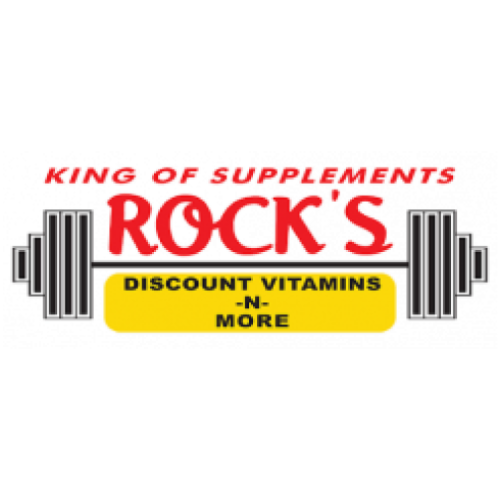 KING OF SUPPLEMENTS
ROCK'S
DISCOUNT VITAMINS
-N-
MORE